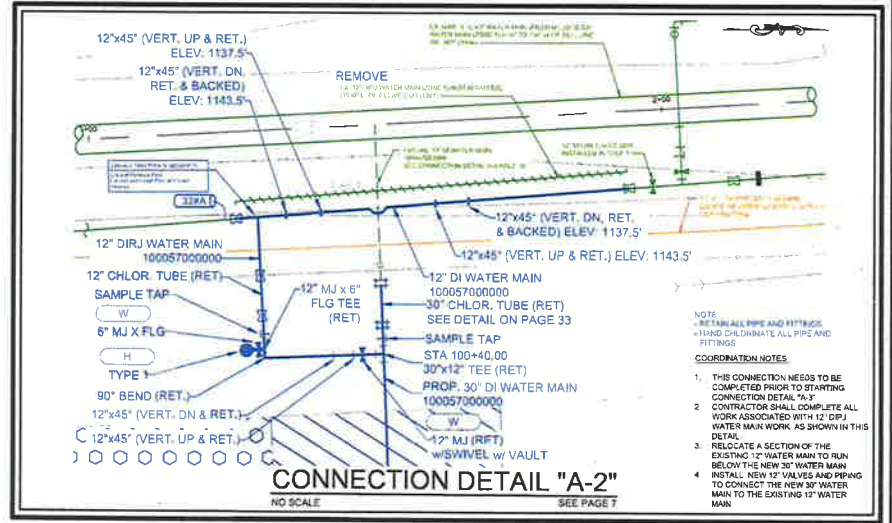 12"x45° (VERT. UP & RET.)
ELEV: 1137.5'
12"x45° (VERT. DN,
RET. & BACKED)
ELEV: 1143.5'
REMOVE
2+00
12"x45° (VERT. DN, RET.
& BACKED) ELEV: 1137.5'
12"x45° (VERT. UP & RET.) ELEV: 1143.5'
12" DIRJ WATER MAIN
100057000000
12" CHLOR. TUBE (RET)
SAMPLE TAP
W
6" MJ X FLG
H
TYPE 1
90° BEND (RET.)
12"x45° (VERT. DN & RET.)
12"x45° (VERT. UP & RET.)
12" MJ x 6"
FLG TEE
(RET)
12" DI WATER MAIN
100057000000
30" CHLOR. TUBE (RET)
SEE DETAIL ON PAGE 33
SAMPLE TAP
STA 100+40.00
30"x12" TEE (RET)
PROP. 30" DI WATER MAIN
100057000000
W
12" MJ (RET)
w/SWIVEL w/ VAULT
NOTE
- RETAIN ALL PIPE AND FITTINGS
- HAND CHLORINATE ALL PIPE AND
FITTINGS
COORDINATION NOTES
1. THIS CONNECTION NEEDS TO BE
COMPLETED PRIOR TO STARTING
CONNECTION DETAIL "A-3"
2 CONTRACTOR SHALL COMPLETE ALL
WORK ASSOCIATED WITH 12" DIPJ
WATER MAIN WORK AS SHOWN IN THIS
DETAIL
3. RELOCATE A SECTION OF THE
EXISTING 12" WATER MAIN TO RUN
BELOW THE NEW 30" WATER MAIN
4 INSTALL NEW 12" VALVES AND PIPING
TO CONNECT THE NEW 30" WATER
MAIN TO THE EXISTING 12" WATER
MAIN
CONNECTION DETAIL "A-2"
NO SCALE
SEE PAGE 7